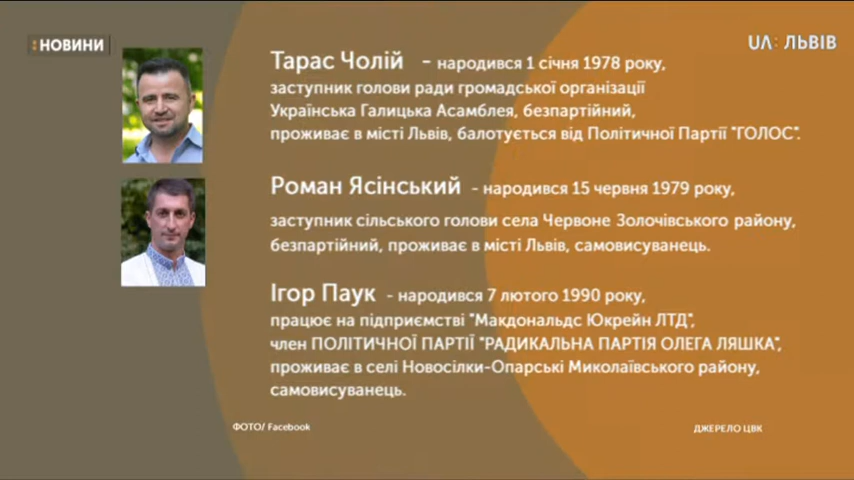 :НОВИНИ
UA: ЛЬВІВ
Тарас Чолій - народився 1 січня 1978 року,
заступник голови ради громадської організації
Українська Галицька Асамблея, безпартійний,
проживає в місті Львів, балотується від Політичної Партії "ГОЛОС".
Роман Ясінський - народився 15 червня 1979 року,
заступник сільського голови села Червоне Золочівського району,
безпартійний, проживає в місті Львів, самовисуванець.
Ігор Паук - народився 7 лютого 1990 року,
працює на підприємстві "Макдональдс Юкрейн ЛТД",
член ПОЛІТИЧНОЇ ПАРТІЇ "РАДИКАЛЬНА ПАРТІЯ ОЛЕГА ЛЯШКА",
проживає в селі Новосілки-Опарські Миколаївського району,
самовисуванець.
ФОТО/ Facebook
ДЖЕРЕЛО ЦВК